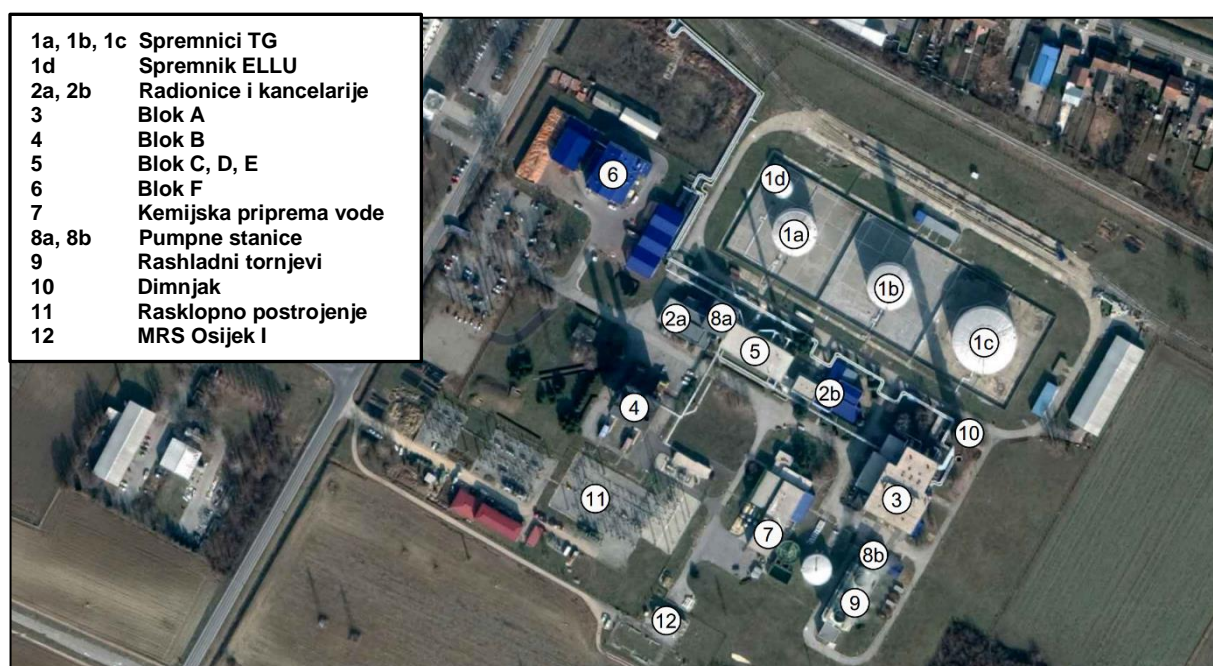 1a, 1b, 1c Spremnici TG
1d Spremnik ELLU
2a, 2b Radionice i kancelarije
3 Blok A
4 Blok B
5 Blok C, D, E
6 Blok F
7 Kemijska priprema vode
8a, 8b Pumpne stanice
9 Rashladni tornjevi
10 Dimnjak
11 Rasklopno postrojenje
12 MRS Osijek I
6
1d
1a
1b
1c
2a
8a
5
2b
4
10
3
11
7
8b
9
12